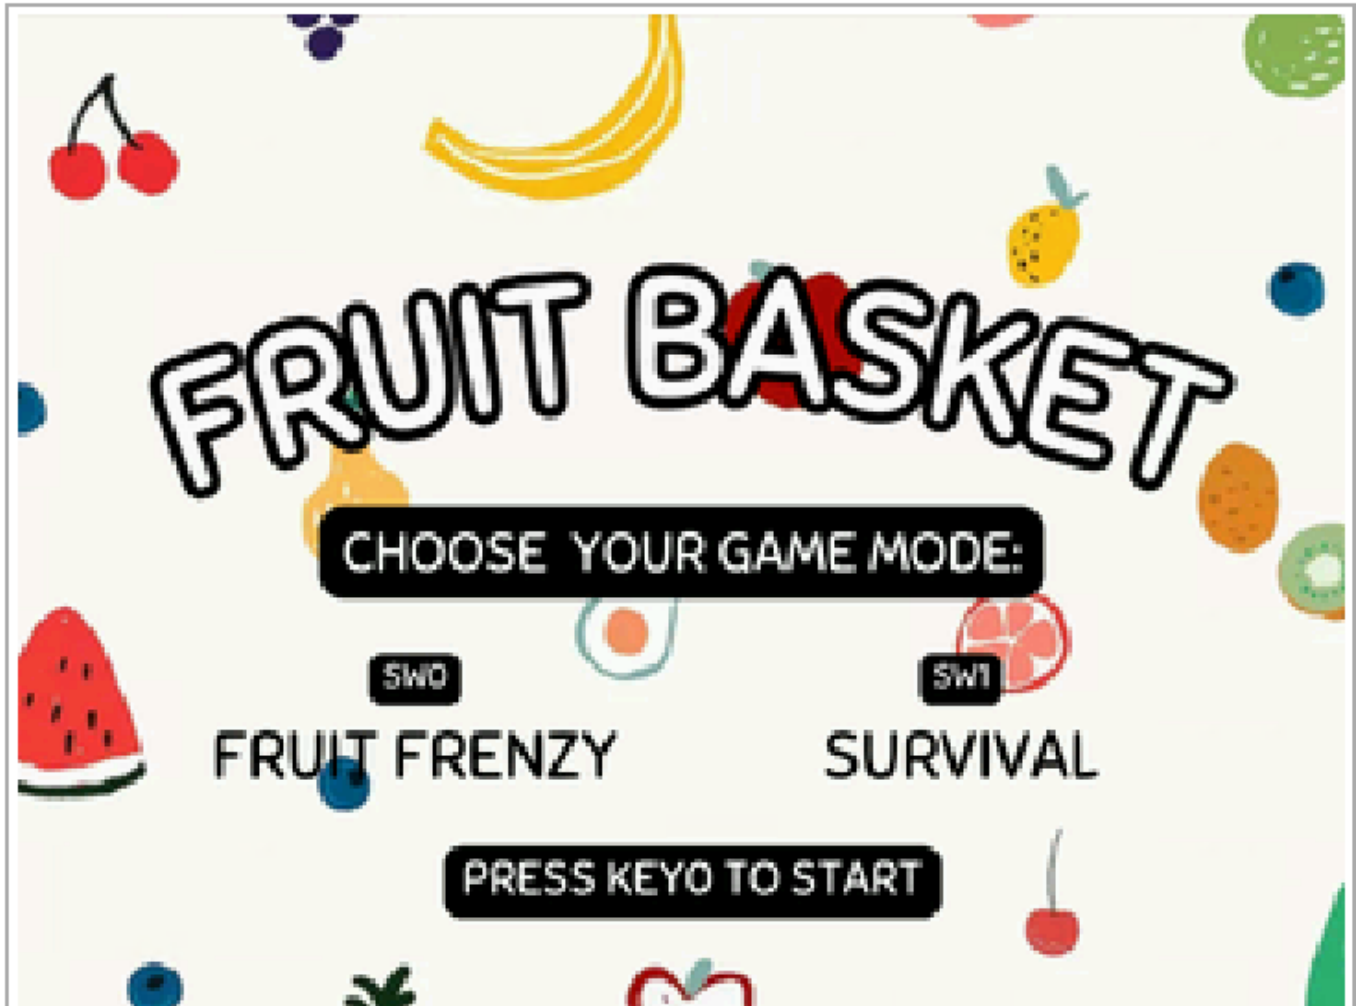 FRUIT BASKET
CHOOSE YOUR GAME MODE:
SW0 SW1
FRUIT FRENZY SURVIVAL
PRESS KEY0 TO START